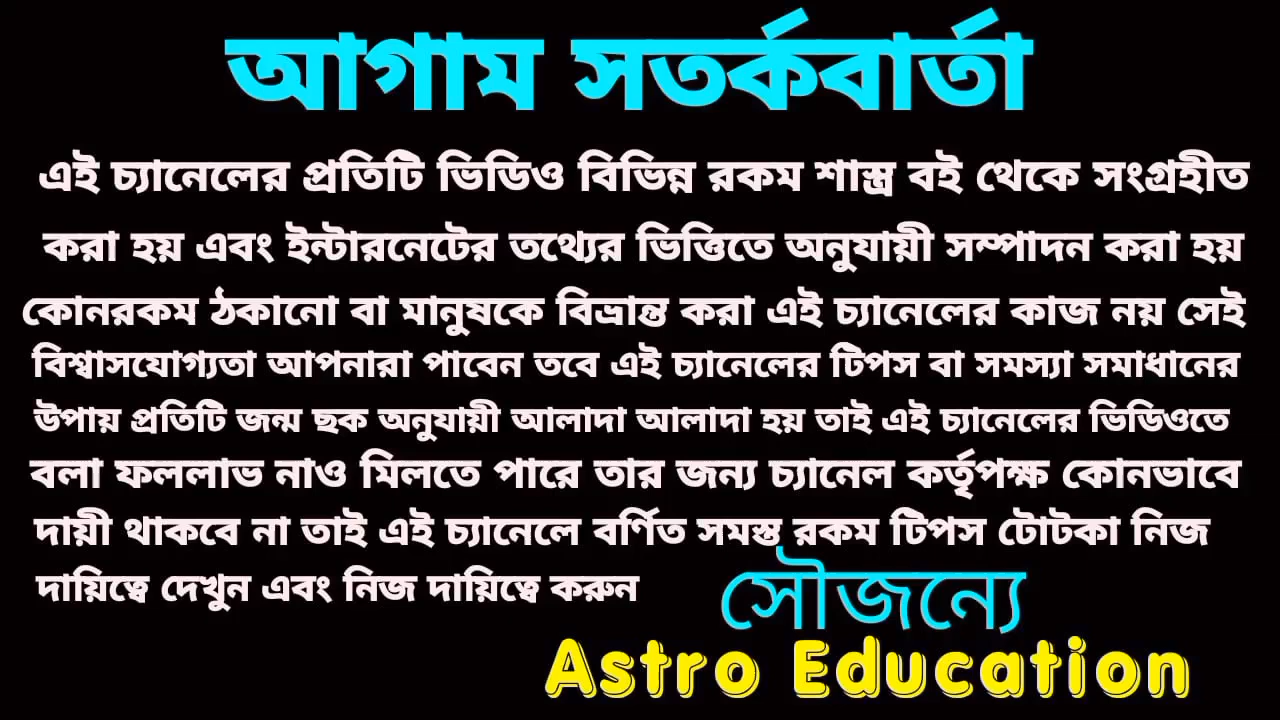 আগাম সতর্কবার্তা
এই চ্যানেলের প্রতিটি ভিডিও বিভিন্ন রকম শাস্ত্র বই থেকে সংগ্রহীত
করা হয় এবং ইন্টারনেটের তথ্যের ভিত্তিতে অনুযায়ী সম্পাদন করা হয়
কোনরকম ঠকানো বা মানুষকে বিভ্রান্ত করা এই চ্যানেলের কাজ নয় সেই
বিশ্বাসযোগ্যতা আপনারা পাবেন তবে এই চ্যানেলের টিপস বা সমস্যা সমাধানের
উপায় প্রতিটি জন্ম ছক অনুযায়ী আলাদা আলাদা হয় তাই এই চ্যানেলের ভিডিওতে
বলা ফললাভ নাও মিলতে পারে তার জন্য চ্যানেল কর্তৃপক্ষ কোনভাবে
দায়ী থাকবে না তাই এই চ্যানেলে বর্ণিত সমস্ত রকম টিপস টোটকা নিজ
দায়িত্বে দেখুন এবং নিজ দায়িত্বে করুন
সৌজন্যে
Astro Education